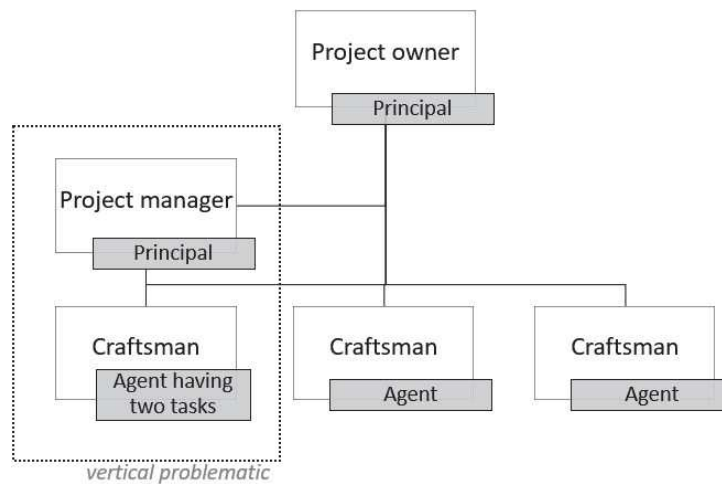 Project owner
Principal
Project manager
Principal
Craftsman
Agent having
two tasks
Craftsman
Agent
Craftsman
Agent
vertical problematic